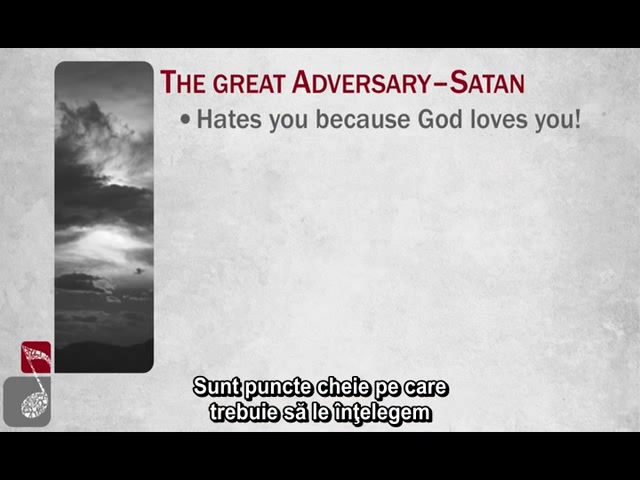 THE GREAT ADVERSARY–SATAN
• Hates you because God loves you!
Sunt puncte cheie pe care
trebuie să le înţelegem